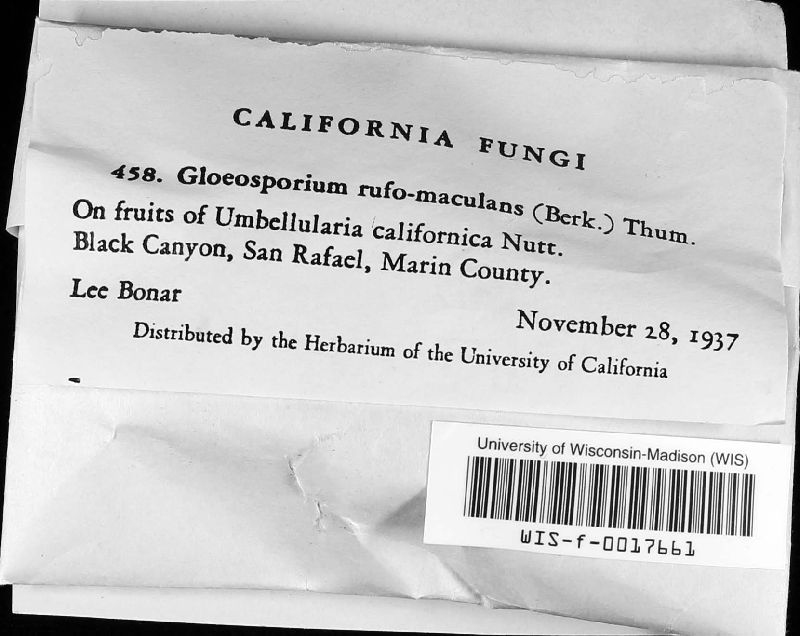 CALIFORNIA FUNGI
458. Gloeosporium rufo-maculans (Berk.) Thum.
On fruits of Umbellularia californica Nutt.
Black Canyon, San Rafael, Marin County.
Lee Bonar
November 28, 1937
Distributed by the Herbarium of the University of California
University of Wisconsin-Madison (WIS)
WIS-f-0017661